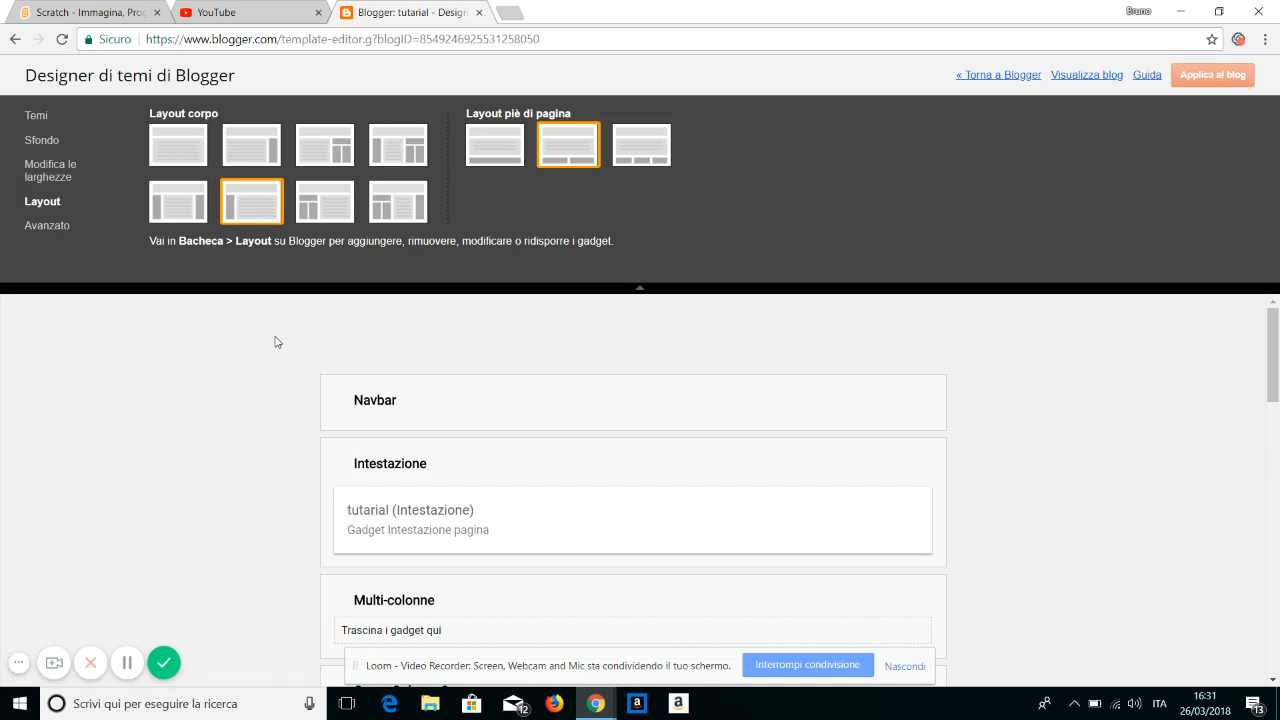 Scratch - Immagina, Prog
YouTube
Blogger: tutorial - Design
Bruno
Sicuro
https://www.blogger.com/template-editor.g?blogID=8549246925531258050
Designer di temi di Blogger
« Torna a Blogger
Visualizza blog
Guida
Applica al blog
Temi
Sfondo
Modifica le
larghezze
Layout
Avanzato
Layout corpo
Layout piè di pagina
Vai in Bacheca > Layout su Blogger per aggiungere, rimuovere, modificare o ridisporre i gadget.
Navbar
Intestazione
tutarial (Intestazione)
Gadget Intestazione pagina
Multi-colonne
Trascina i gadget qui
Loom - Video Recorder: Screen, Webcam and Mic sta condividendo il tuo schermo.
Interrompi condivisione
Nascondi
Scrivi qui per eseguire la ricerca
12
ITA
16:31
26/03/2018
13